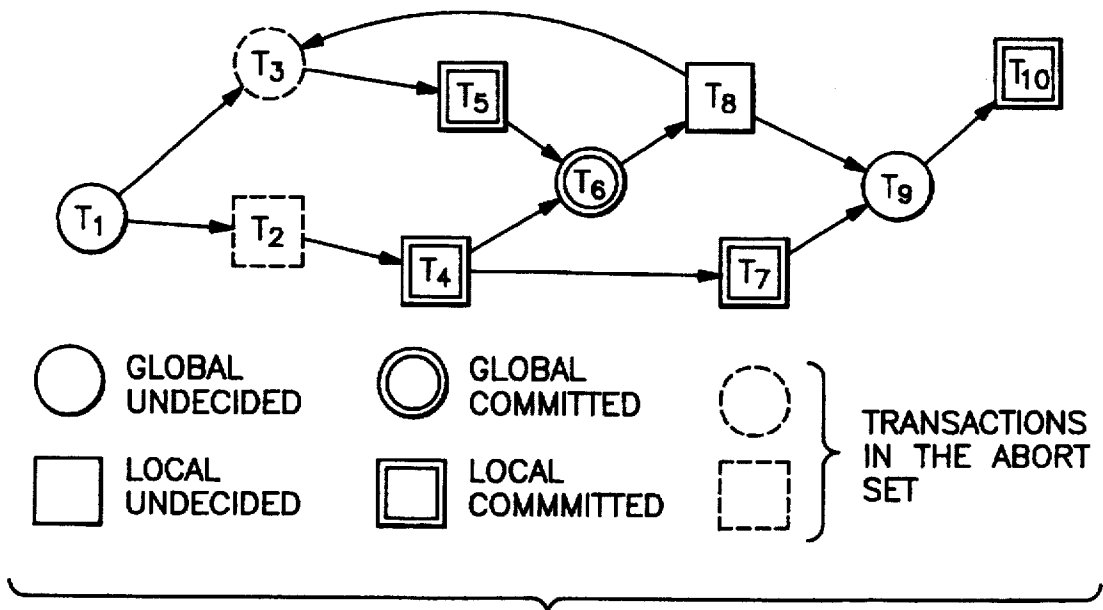 T3
T5
T8
T10
T6
T1
T2
T9
T4
T7
GLOBAL
UNDECIDED
GLOBAL
COMMITTED
LOCAL
UNDECIDED
LOCAL
COMMMITTED
TRANSACTIONS
IN THE ABORT
SET